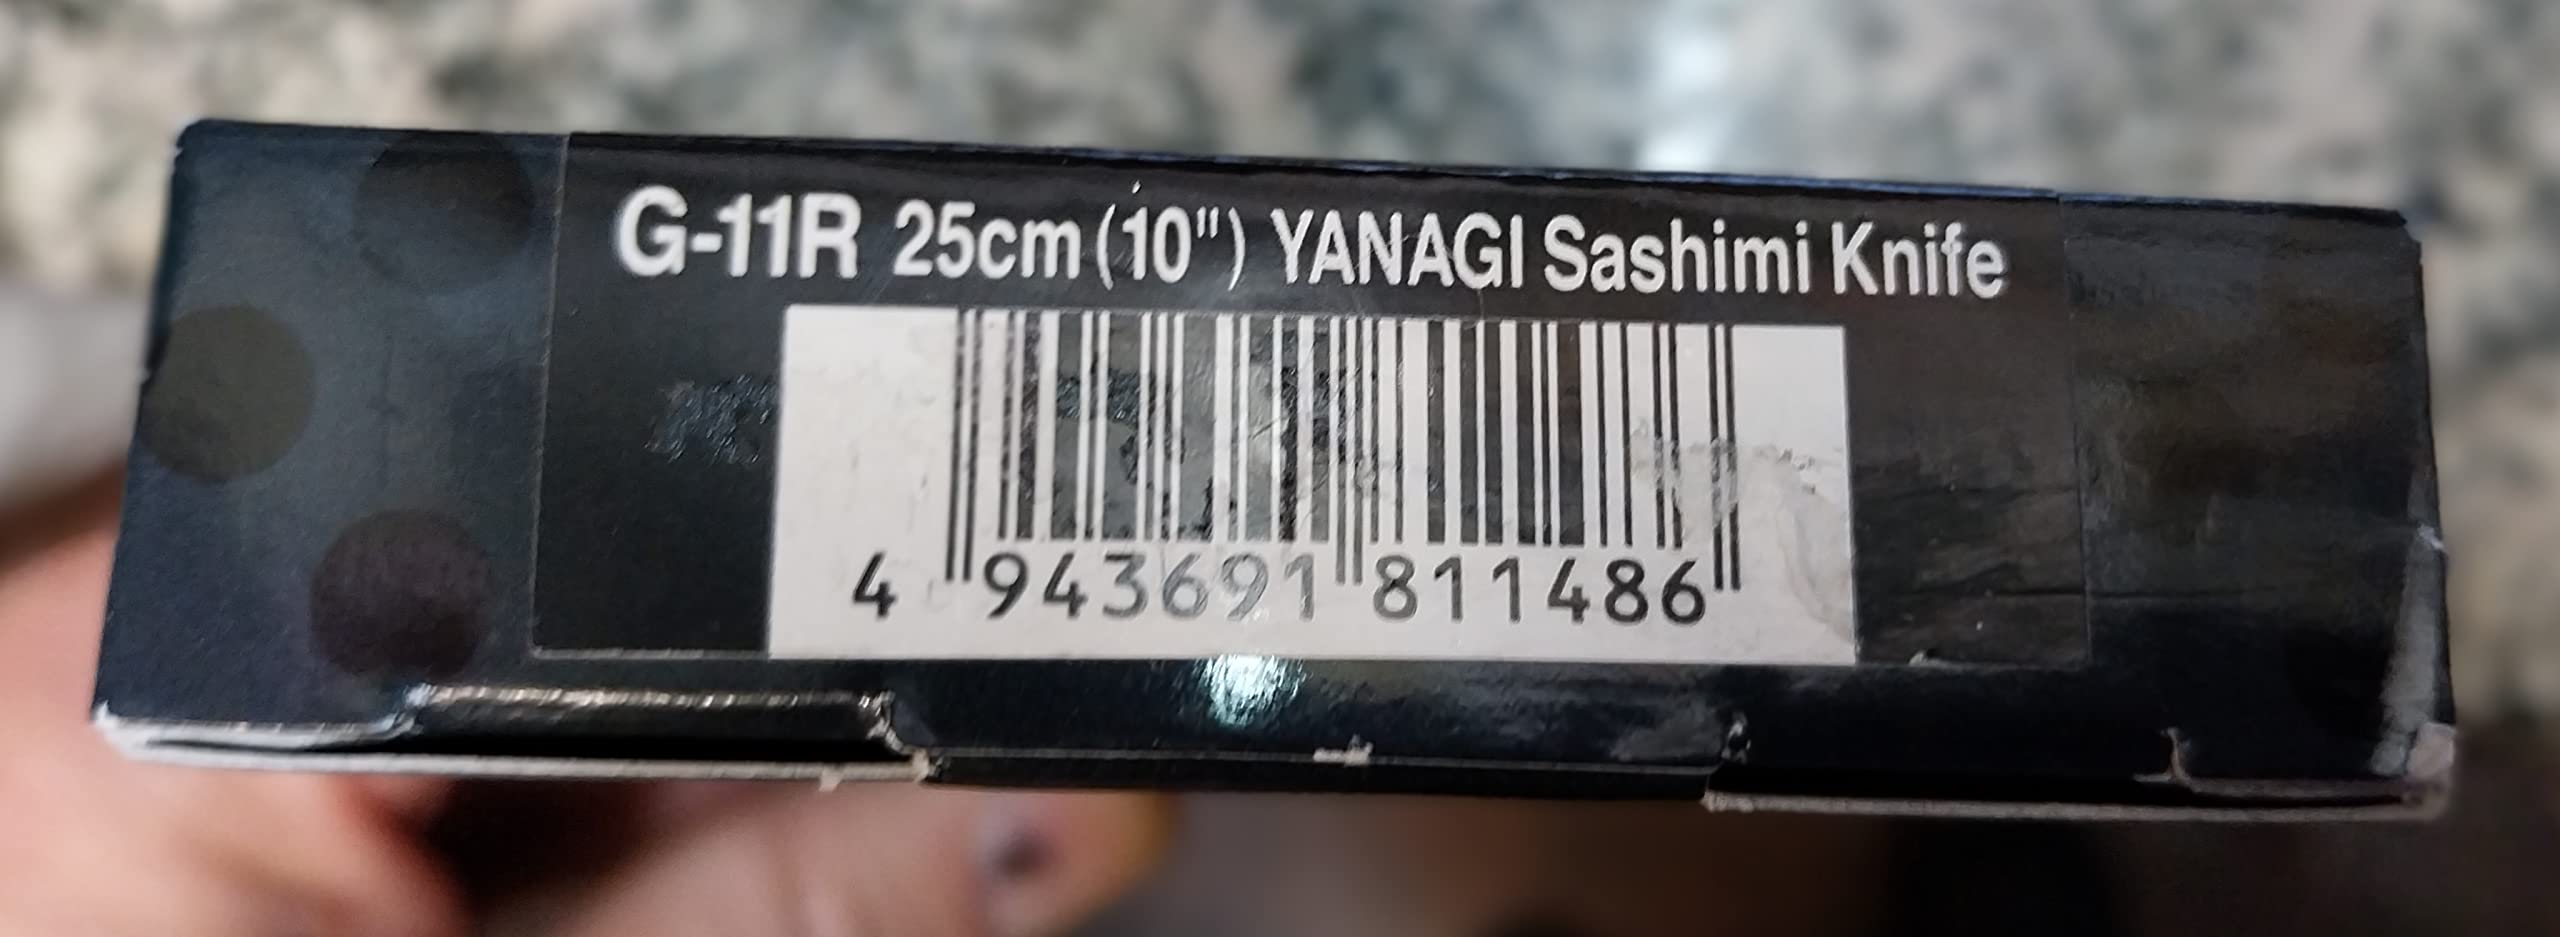 G-11R 25cm (10") YANAGI Sashimi Knife
4 943691 811486